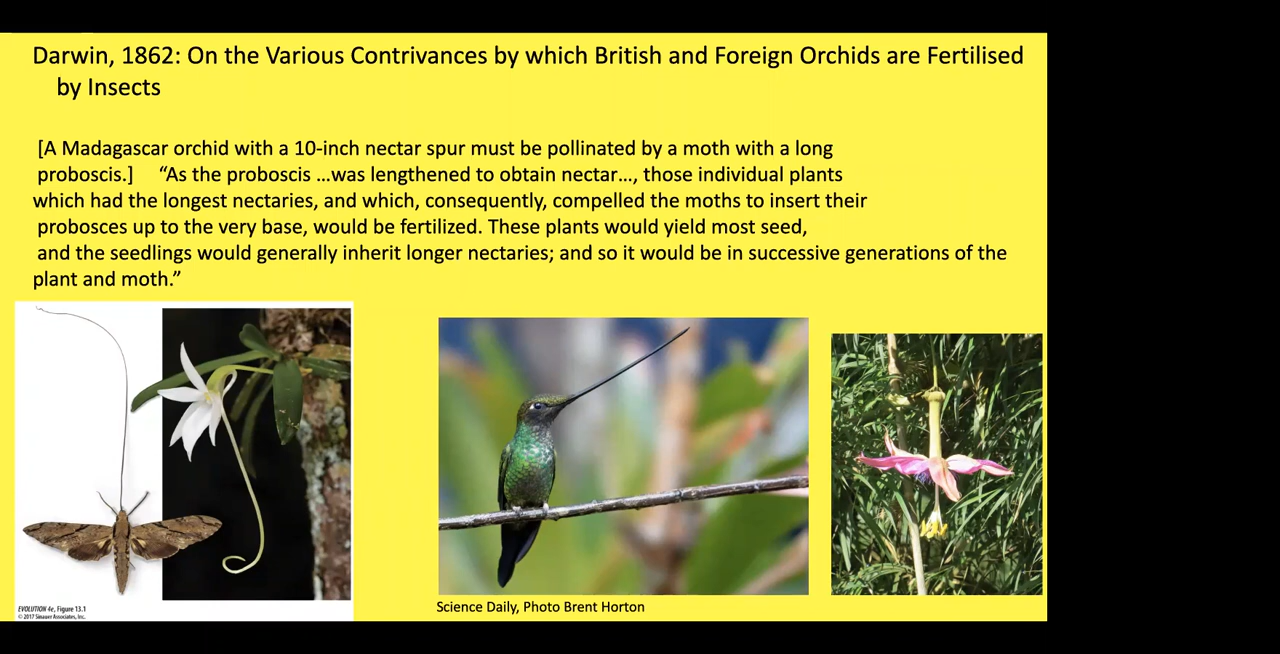 Darwin, 1862: On the Various Contrivances by which British and Foreign Orchids are Fertilised
by Insects
[A Madagascar orchid with a 10-inch nectar spur must be pollinated by a moth with a long
proboscis.] “As the proboscis ...was lengthened to obtain nectar..., those individual plants
which had the longest nectaries, and which, consequently, compelled the moths to insert their
probosces up to the very base, would be fertilized. These plants would yield most seed,
and the seedlings would generally inherit longer nectaries; and so it would be in successive generations of the
plant and moth.”
EVOLUTION 4e, Figure 13.1
© 2017 Sinauer Associates, Inc.
Science Daily, Photo Brent Horton